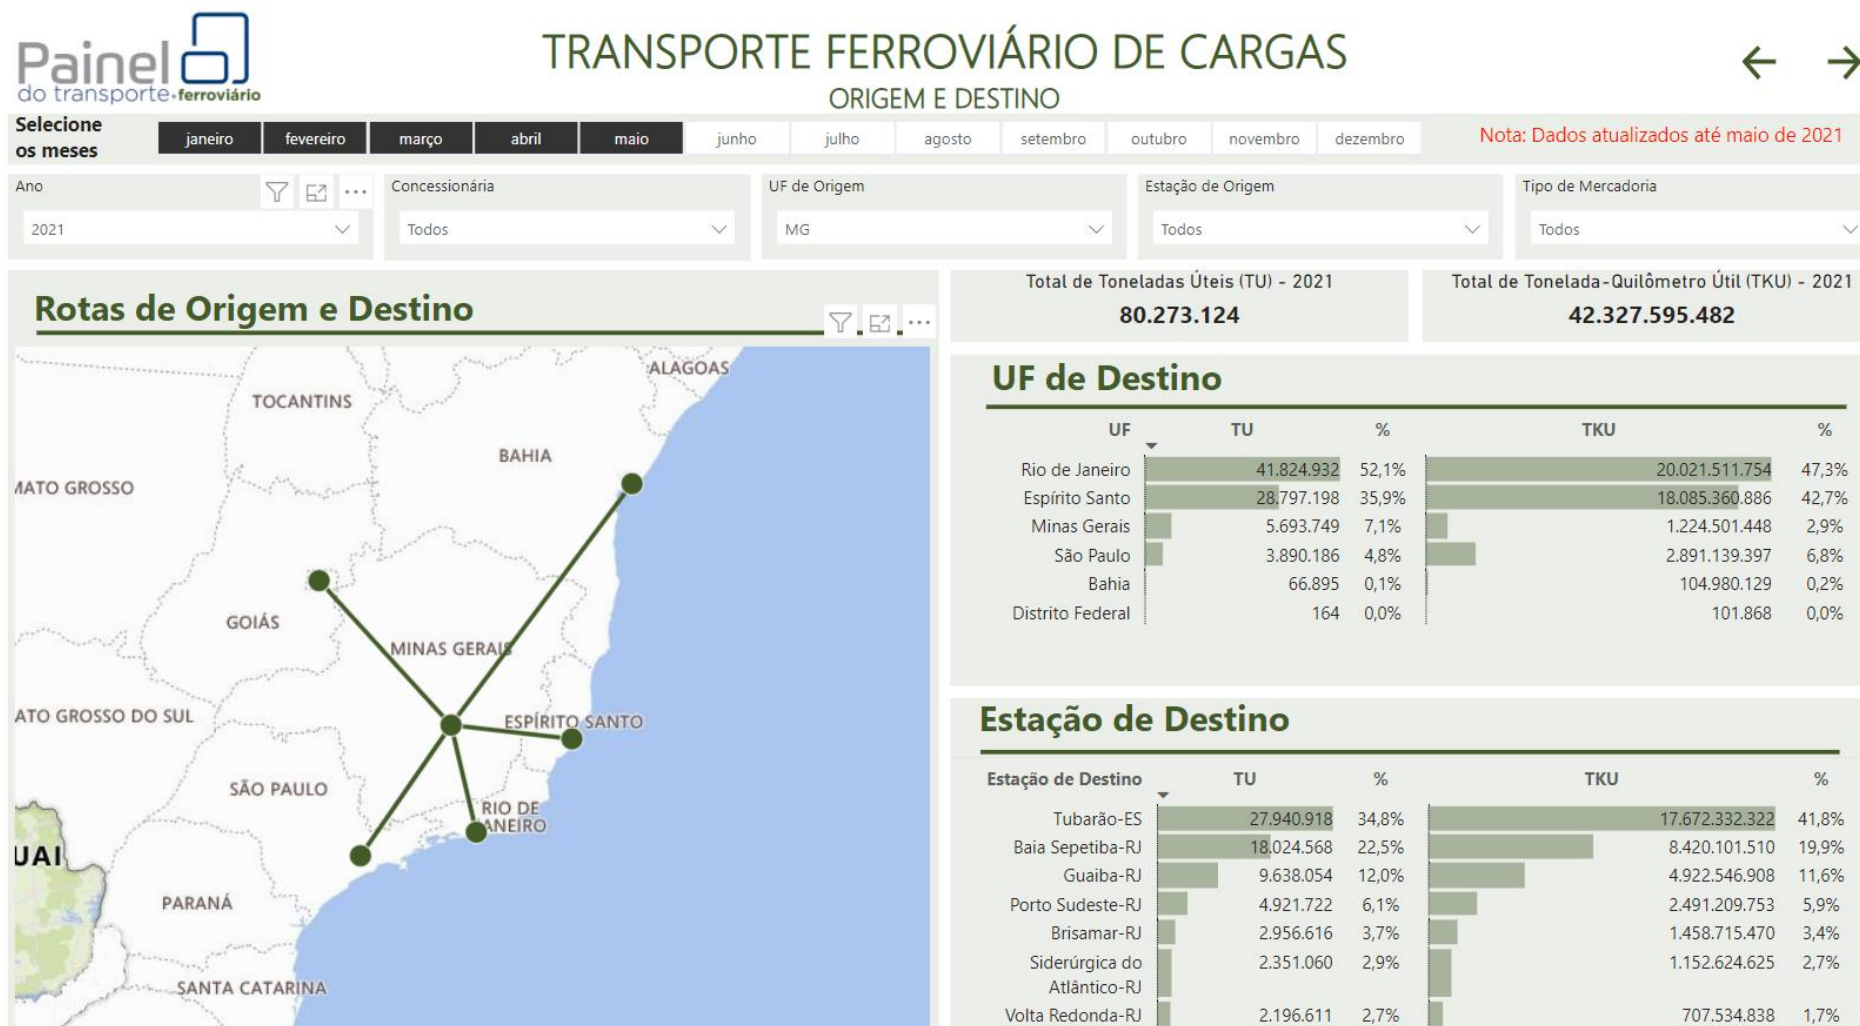 Painel
do transporte•ferroviário
TRANSPORTE FERROVIÁRIO DE CARGAS
ORIGEM E DESTINO
Selecione
os meses
janeiro fevereiro março abril maio junho julho agosto setembro outubro novembro dezembro
Nota: Dados atualizados até maio de 2021
Ano Concessionária UF de Origem Estação de Origem Tipo de Mercadoria
2021 Todos MG Todos Todos
Rotas de Origem e Destino
ALAGOAS
TOCANTINS
BAHIA
MATO GROSSO
GOIÁS
MINAS GERAIS
ATO GROSSO DO SUL
ESPÍRITO SANTO
SÃO PAULO
RIO DE
JANEIRO
UAI
PARANÁ
SANTA CATARINA
Total de Toneladas Úteis (TU) - 2021
80.273.124
Total de Tonelada-Quilômetro Útil (TKU) - 2021
42.327.595.482
UF de Destino
UF TU % TKU %
Rio de Janeiro 41.824.932 52,1% 20.021.511.754 47,3%
Espírito Santo 28.797.198 35,9% 18.085.360.886 42,7%
Minas Gerais 5.693.749 7,1% 1.224.501.448 2,9%
São Paulo 3.890.186 4,8% 2.891.139.397 6,8%
Bahia 66.895 0,1% 104.980.129 0,2%
Distrito Federal 164 0,0% 101.868 0,0%
Estação de Destino
Estação de Destino TU % TKU %
Tubarão-ES 27.940.918 34,8% 17.672.332.322 41,8%
Baia Sepetiba-RJ 18.024.568 22,5% 8.420.101.510 19,9%
Guaiba-RJ 9.638.054 12,0% 4.922.546.908 11,6%
Porto Sudeste-RJ 4.921.722 6,1% 2.491.209.753 5,9%
Brisamar-RJ 2.956.616 3,7% 1.458.715.470 3,4%
Siderúrgica do 2.351.060 2,9% 1.152.624.625 2,7%
Atlântico-RJ
Volta Redonda-RJ 2.196.611 2,7% 707.534.838 1,7%